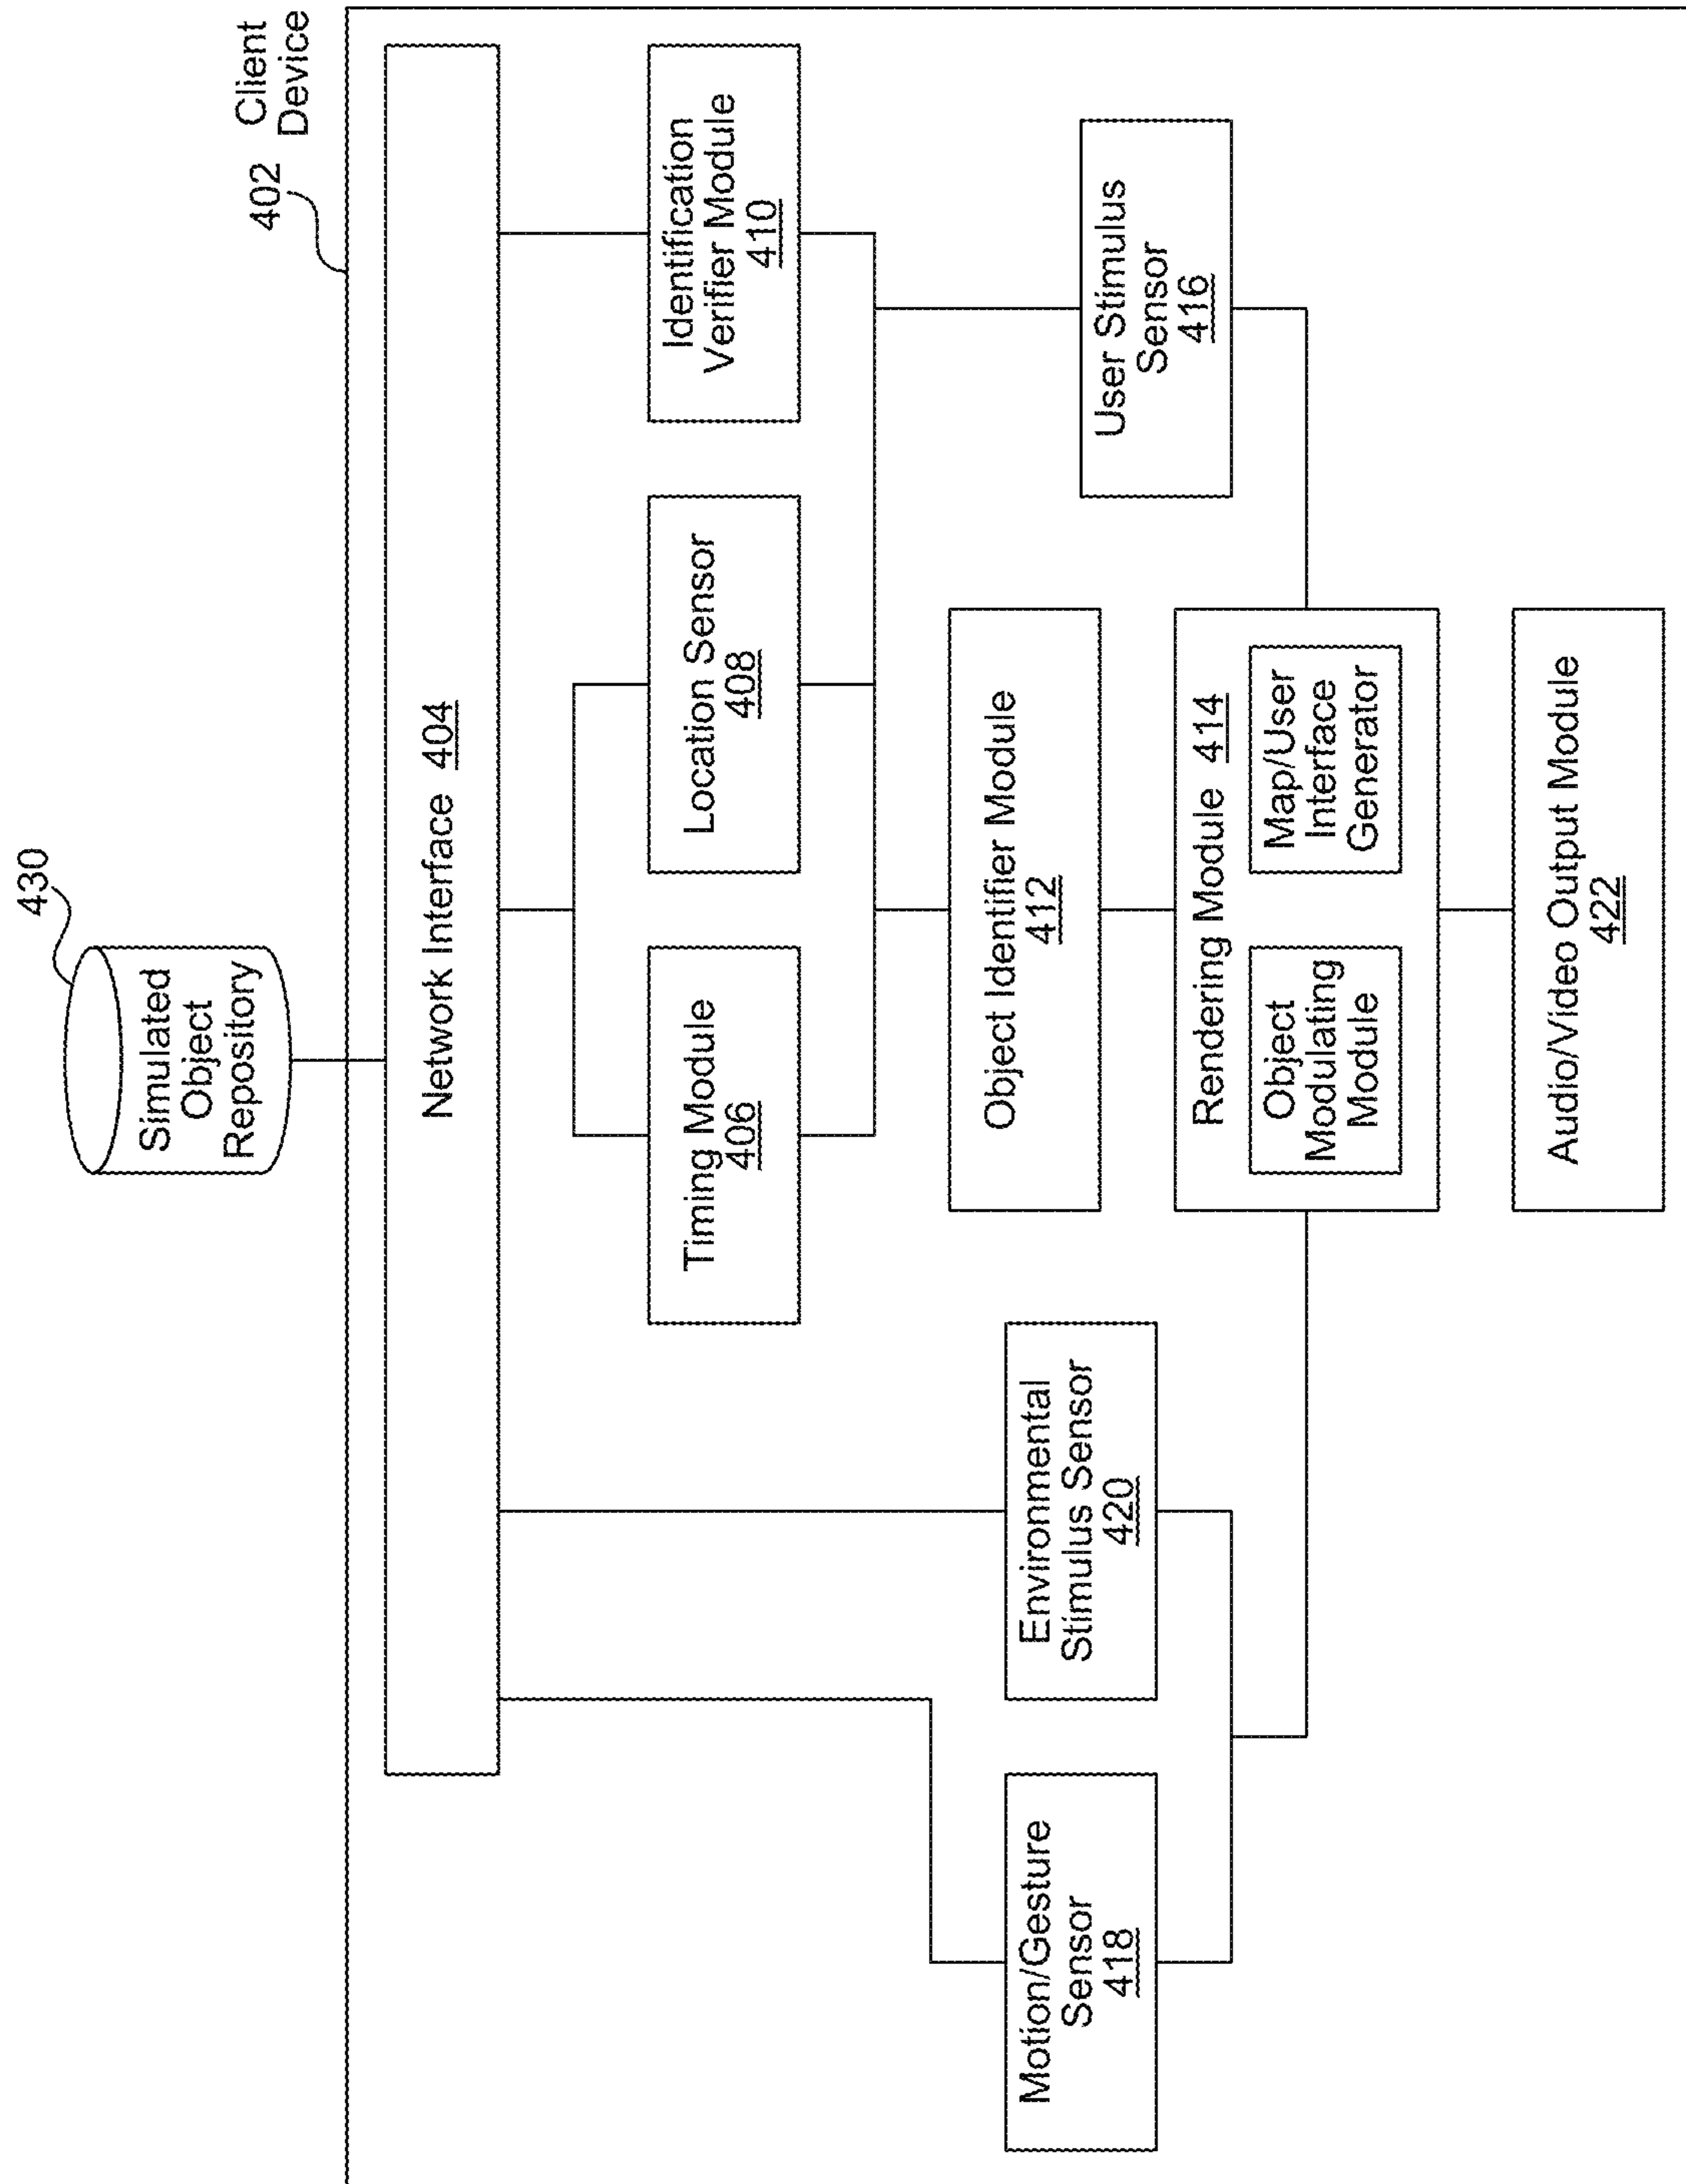 430
Simulated
Object
Repository
402
Client
Device
Network Interface 404
Timing Module
406
Location Sensor
408
Identification
Verifier Module
410
Motion/Gesture
Sensor
418
Environmental
Stimulus Sensor
420
Object Identifier Module
412
User Stimulus
Sensor
416
Rendering Module 414
Object
Modulating
Module
Map/User
Interface
Generator
Audio/Video Output Module
422